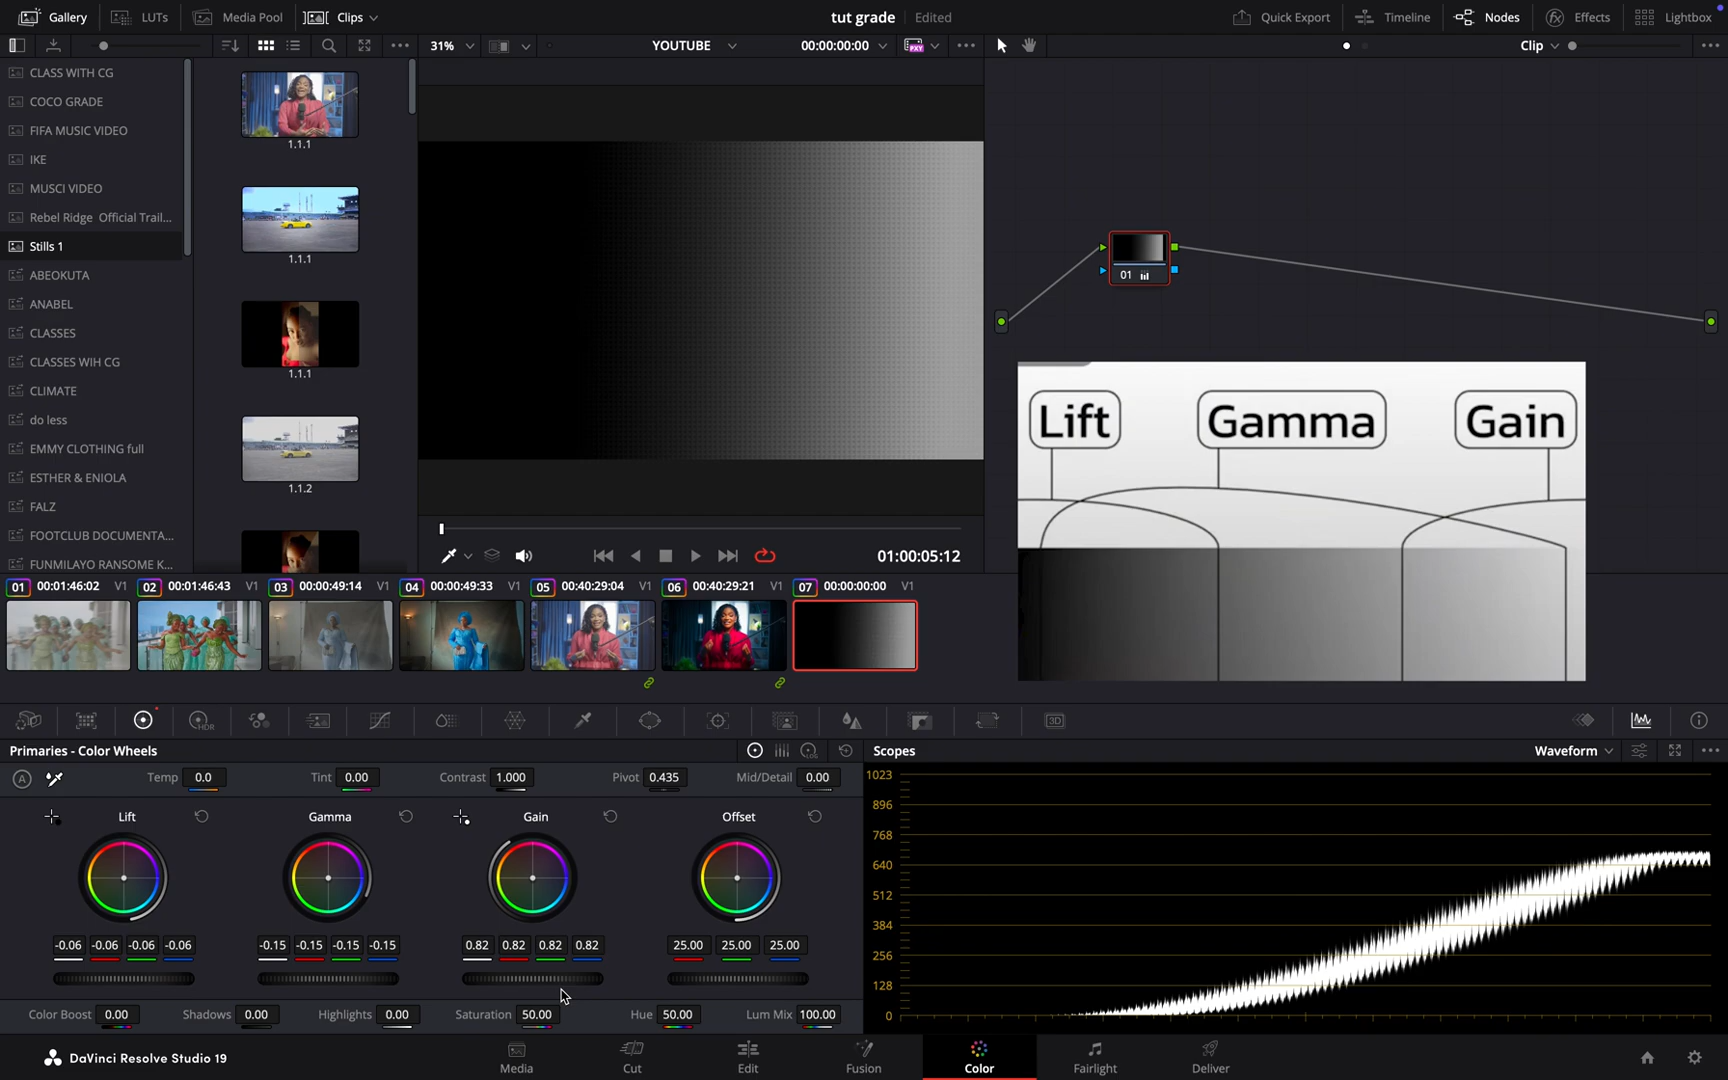 Gallery LUTs Media Pool Clips tut grade Edited Quick Export Timeline Nodes Effects Lightbox
31% YOUTUBE 00:00:00:00 PXY Clip
CLASS WITH CG
COCO GRADE
FIFA MUSIC VIDEO
IKE
MUSCI VIDEO
Rebel Ridge Official Trail...
Stills 1
ABEOKUTA
ANABEL
CLASSES
CLASSES WIH CG
CLIMATE
do less
EMMY CLOTHING full
ESTHER & ENIOLA
FALZ
FOOTCLUB DOCUMENTA...
FUNMILAYO RANSOME K...
1.1.1
1.1.1
1.1.1
1.1.2
01
Lift Gamma Gain
01:00:05:12
01 00:01:46:02 V1 02 00:01:46:43 V1 03 00:00:49:14 V1 04 00:00:49:33 V1 05 00:40:29:04 V1 06 00:40:29:21 V1 07 00:00:00:00 V1
HDR 3D
Primaries - Color Wheels LOG
A Temp 0.0 Tint 0.00 Contrast 1.000 Pivot 0.435 Mid/Detail 0.00
Lift Gamma Gain Offset
-0.06 -0.06 -0.06 -0.06 -0.15 -0.15 -0.15 -0.15 0.82 0.82 0.82 0.82 25.00 25.00 25.00
Color Boost 0.00 Shadows 0.00 Highlights 0.00 Saturation 50.00 Hue 50.00 Lum Mix 100.00
Scopes Waveform
1023
896
768
640
512
384
256
128
0
DaVinci Resolve Studio 19 Media Cut Edit Fusion Color Fairlight Deliver